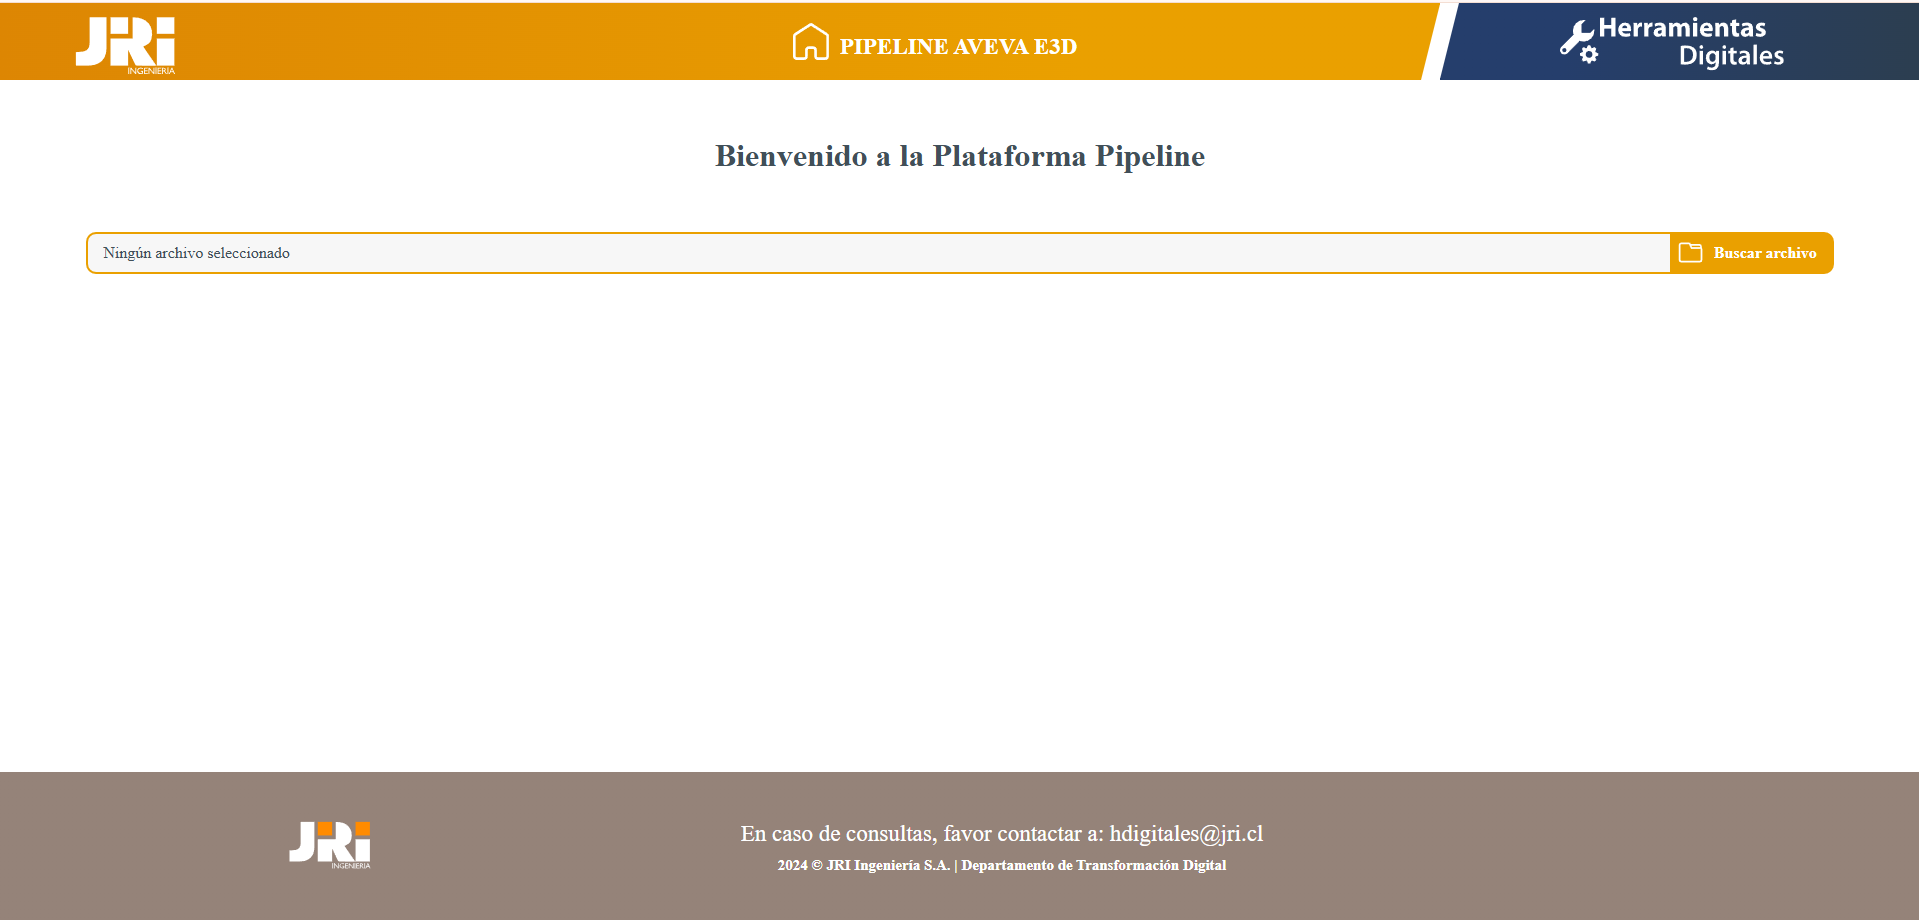 JRi
INGENIERIA
PIPELINE AVEVA E3D
Herramientas
Digitales
Bienvenido a la Plataforma Pipeline
Ningún archivo seleccionado
Buscar archivo
JRi
INGENIERIA
En caso de consultas, favor contactar a: hdigitales@jri.cl
2024 © JRI Ingeniería S.A. | Departamento de Transformación Digital